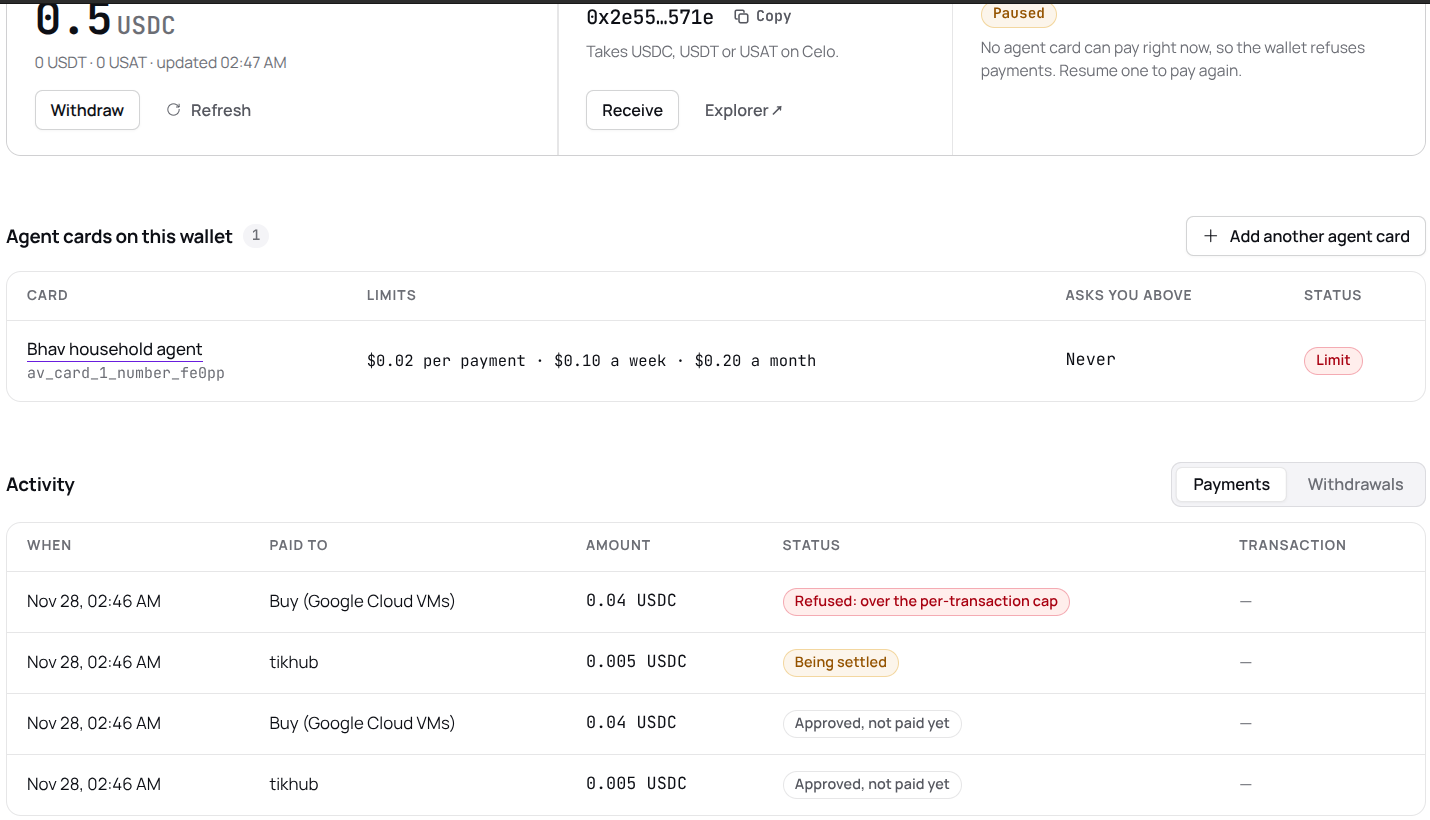 0.5 USDC
0 USDT · 0 USAT · updated 02:47 AM
Withdraw
Refresh
0x2e55…571e Copy
Takes USDC, USDT or USAT on Celo.
Receive
Explorer ↗
Paused
No agent card can pay right now, so the wallet refuses
payments. Resume one to pay again.
Agent cards on this wallet 1
+ Add another agent card
CARD LIMITS ASKS YOU ABOVE STATUS
Bhav household agent
av_card_1_number_fe0pp
$0.02 per payment · $0.10 a week · $0.20 a month
Never
Limit
Activity
Payments Withdrawals
WHEN PAID TO AMOUNT STATUS TRANSACTION
Nov 28, 02:46 AM Buy (Google Cloud VMs) 0.04 USDC Refused: over the per-transaction cap —
Nov 28, 02:46 AM tikhub 0.005 USDC Being settled —
Nov 28, 02:46 AM Buy (Google Cloud VMs) 0.04 USDC Approved, not paid yet —
Nov 28, 02:46 AM tikhub 0.005 USDC Approved, not paid yet —